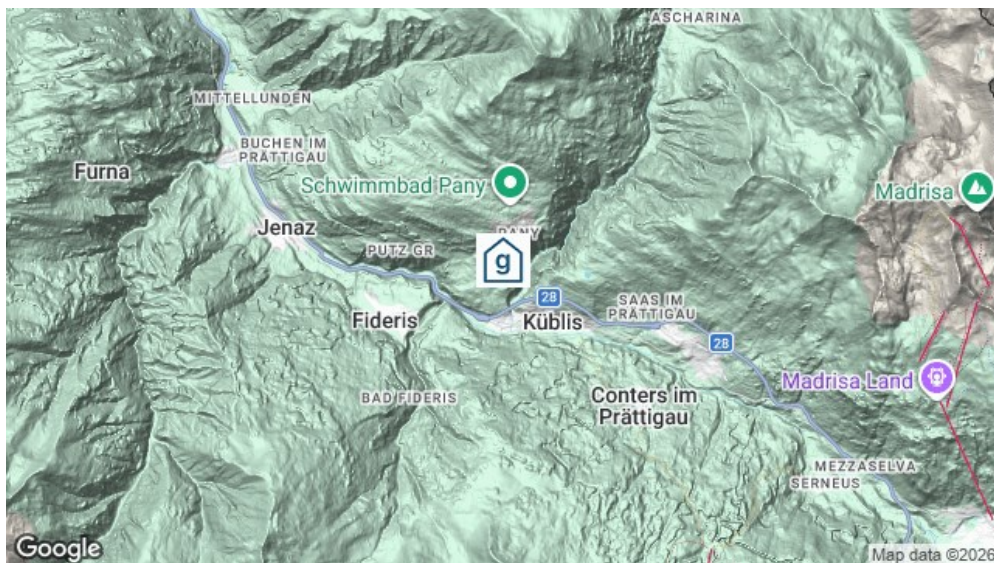 ASCHARINA
MITTELLUNDEN
BUCHEN IM
PRÄTTIGAU
Furna
Schwimmbad Pany
Madrisa
Jenaz
PANY
PUTZ GR
g
28
SAAS IM
PRÄTTIGAU
Fideris
Küblis
28
Madrisa Land
BAD FIDERIS
Conters im
Prättigau
MEZZASELVA
SERNEUS
Google
Map data ©2026